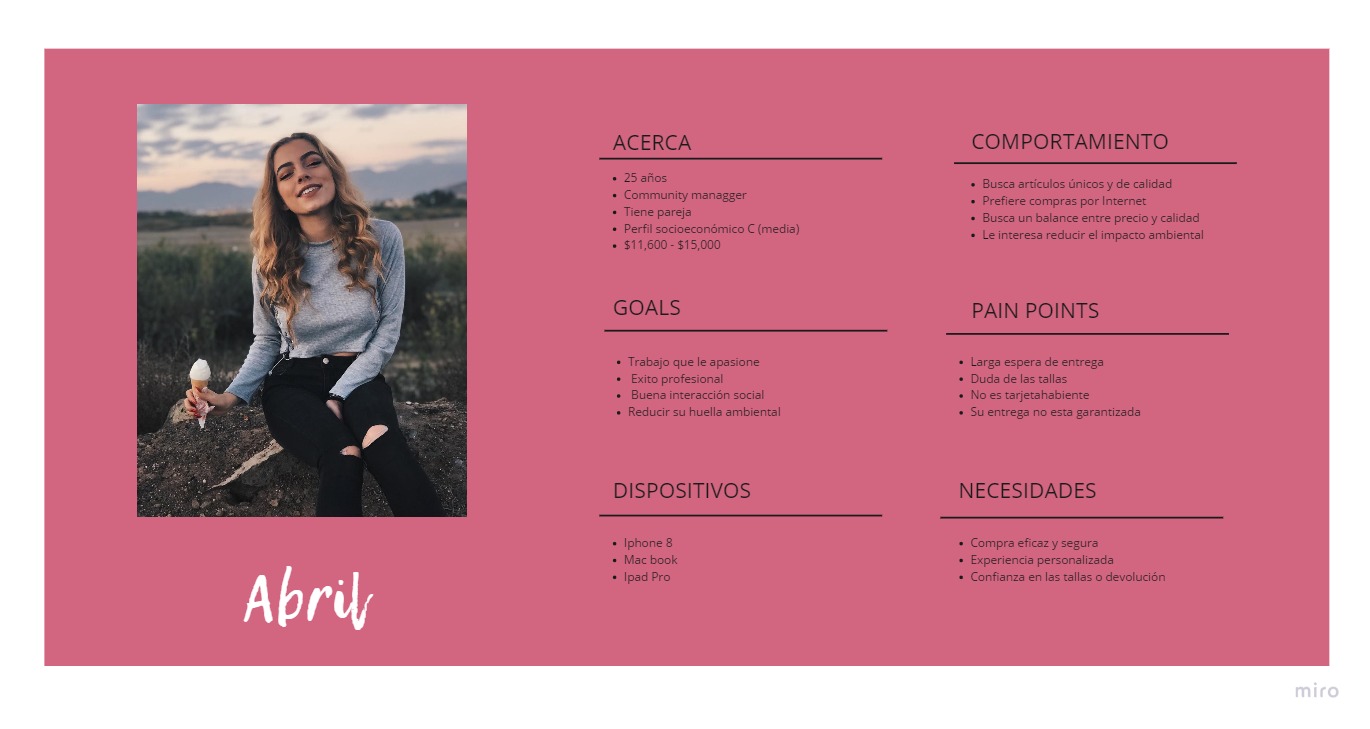 Abril
ACERCA
• 25 años
• Community managger
• Tiene pareja
• Perfil socioeconómico C (media)
• $11,600 - $15,000
GOALS
• Trabajo que le apasione
• Exito profesional
• Buena interacción social
• Reducir su huella ambiental
DISPOSITIVOS
• Iphone 8
• Mac book
• Ipad Pro
COMPORTAMIENTO
• Busca artículos únicos y de calidad
• Prefiere compras por Internet
• Busca un balance entre precio y calidad
• Le interesa reducir el impacto ambiental
PAIN POINTS
• Larga espera de entrega
• Duda de las tallas
• No es tarjetahabiente
• Su entrega no esta garantizada
NECESIDADES
• Compra eficaz y segura
• Experiencia personalizada
• Confianza en las tallas o devolución
miro